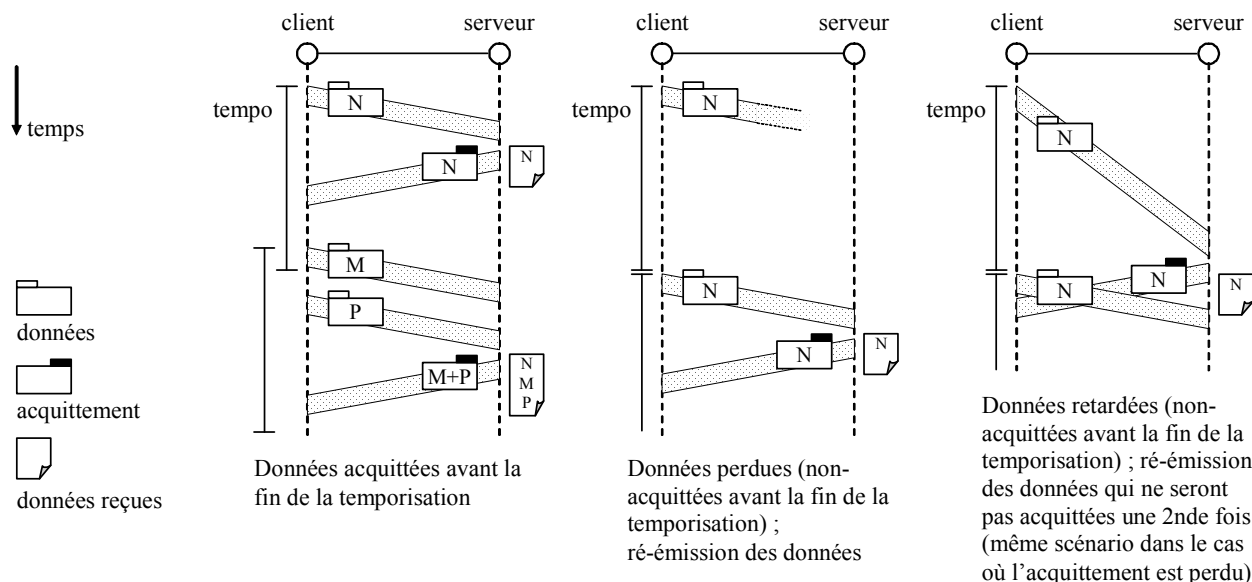 client
serveur
client
serveur
client
serveur
temps
données
acquittement
données reçues
tempo
N
N
N
M
P
M+P
N
M
P
Données acquittées avant la
fin de la temporisation
tempo
N
N
N
N
Données perdues (non-
acquittées avant la fin de la
temporisation) ;
ré-émission des données
tempo
N
N
N
N
Données retardées (non-
acquittées avant la fin de la
temporisation) ; ré-émission
des données qui ne seront
pas acquittées une 2nde fois
(même scénario dans le cas
où l'acquittement est perdu)